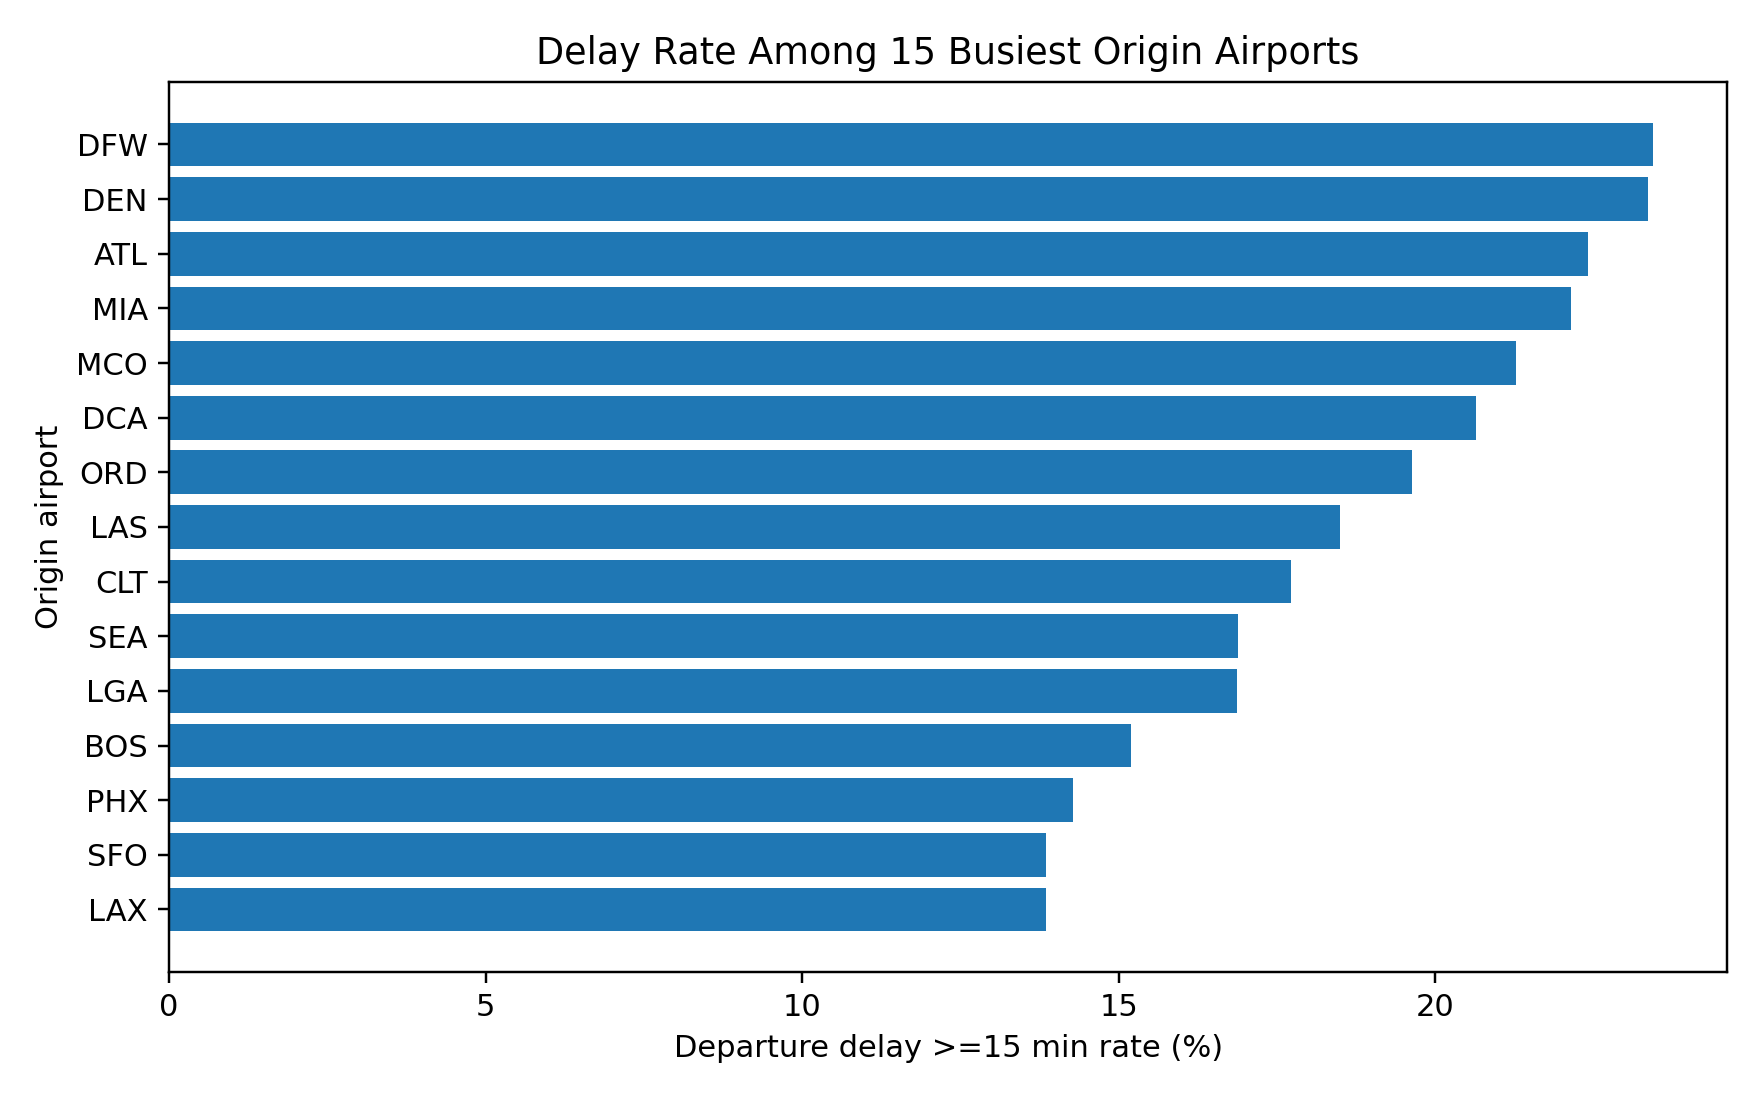 Delay Rate Among 15 Busiest Origin Airports
DFW
DEN
ATL
MIA
MCO
DCA
ORD
LAS
CLT
SEA
LGA
BOS
PHX
SFO
LAX
Origin airport
0 5 10 15 20
Departure delay >=15 min rate (%)